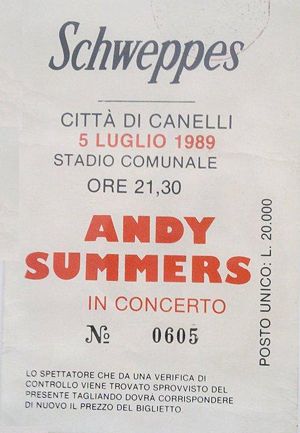 Schweppes
CITTÀ DI CANELLI
5 LUGLIO 1989
STADIO COMUNALE
ORE 21,30
ANDY
SUMMERS
IN CONCERTO
№ 0605
POSTO UNICO: L. 20.000
LO SPETTATORE CHE DA UNA VERIFICA DI
CONTROLLO VIENE TROVATO SPROVVISTO DEL
PRESENTE TAGLIANDO DOVRÀ CORRISPONDERE
DI NUOVO IL PREZZO DEL BIGLIETTO